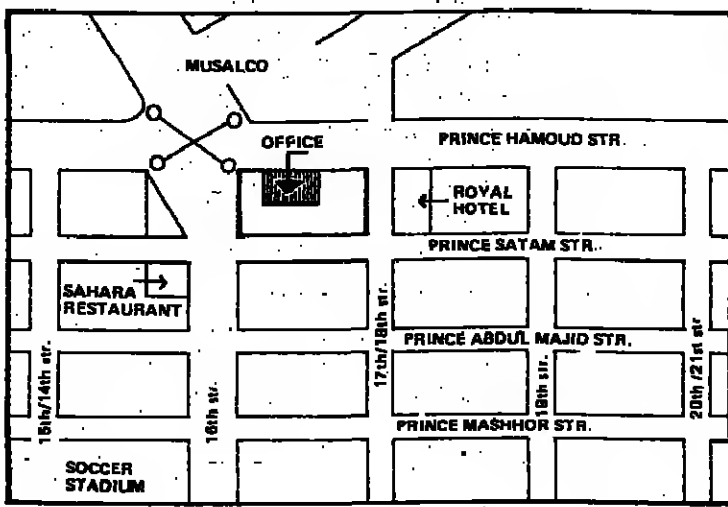 MUSALCO
OFFICE
PRINCE HAMOUD STR.
ROYAL
HOTEL
PRINCE SATAM STR.
SAHARA
RESTAURANT
15th/14th str.
16th str.
17th/18th str.
PRINCE ABDUL MAJID STR.
19th str.
20th/21st str
PRINCE MASHHOR STR.
SOCCER
STADIUM